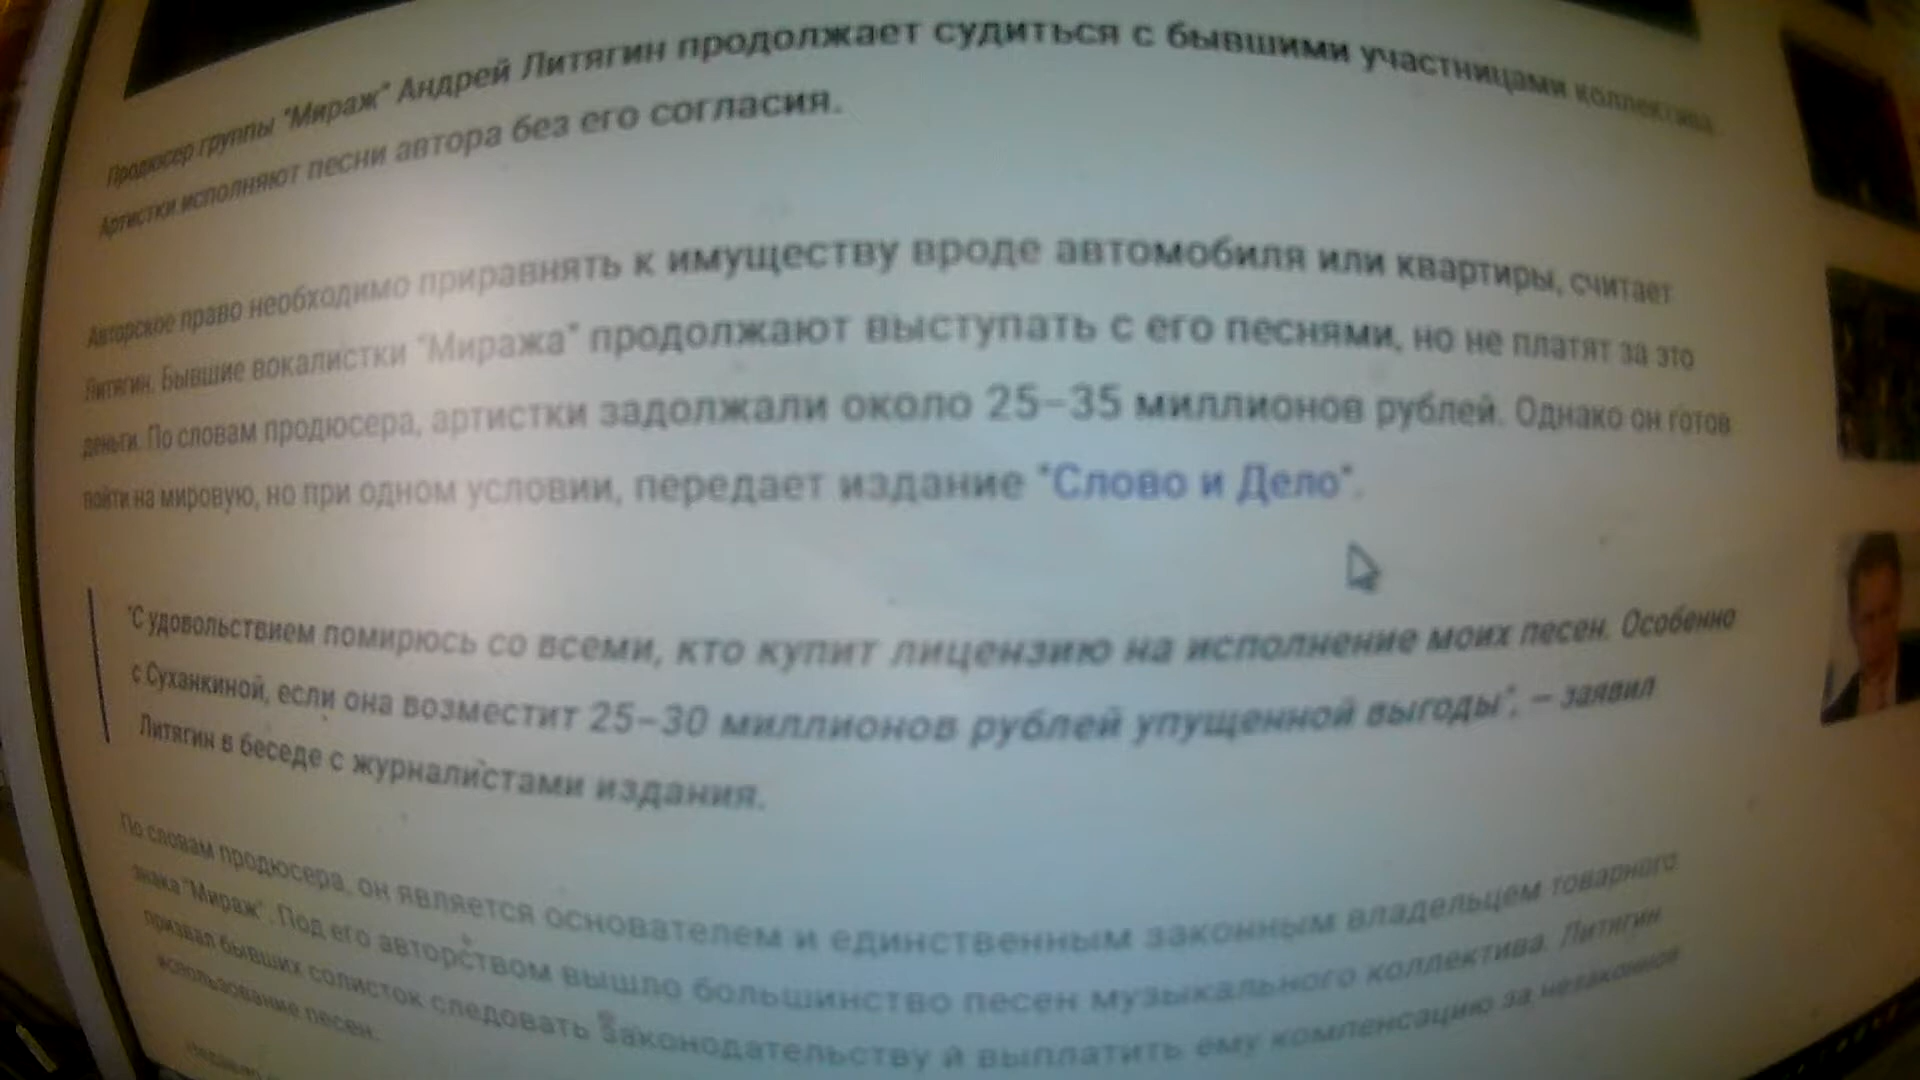 Продюсер группы "Мираж" Андрей Литягин продолжает судиться с бывшими участницами коллектива.
Артистки исполняют песни автора без его согласия.
Авторское право необходимо приравнять к имуществу вроде автомобиля или квартиры, считает
Литягин. Бывшие вокалистки "Миража" продолжают выступать с его песнями, но не платят за это
деньги. По словам продюсера, артистки задолжали около 25–35 миллионов рублей. Однако он готов
пойти на мировую, но при одном условии, передает издание "Слово и Дело".
"С удовольствием помирюсь со всеми, кто купит лицензию на исполнение моих песен. Особенно
с Суханкиной, если она возместит 25–30 миллионов рублей упущенной выгоды", – заявил
Литягин в беседе с журналистами издания.
По словам продюсера, он является основателем и единственным законным владельцем товарного
знака "Мираж". Под его авторством вышло большинство песен музыкального коллектива. Литягин
призвал бывших солисток следовать законодательству и выплатить ему компенсацию за незаконное
использование песен.